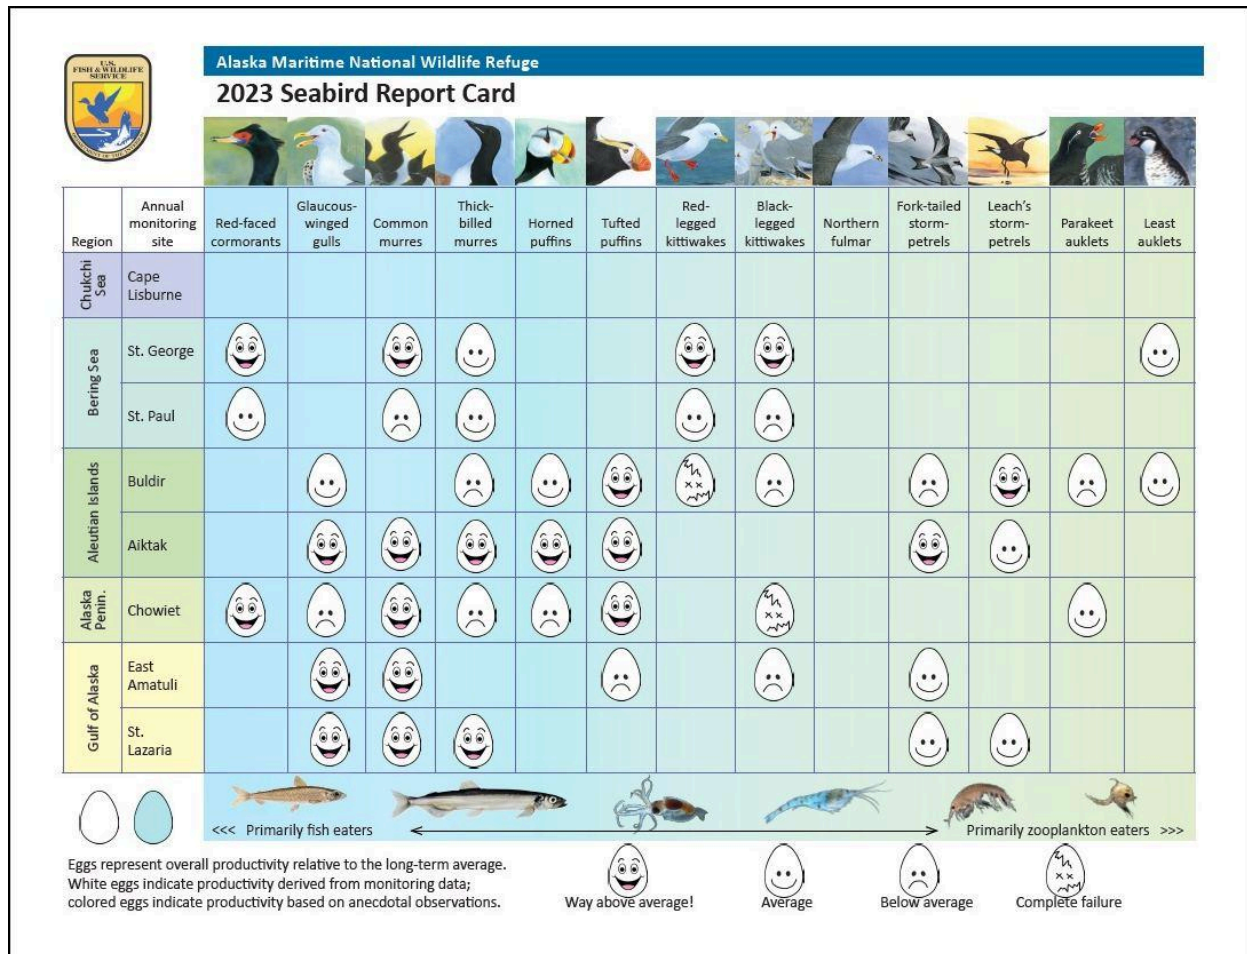 U.S.
FISH & WILDLIFE
SERVICE
DEPARTMENT OF THE INTERIOR
Alaska Maritime National Wildlife Refuge
2023 Seabird Report Card
Region
Annual
monitoring
site
Red-faced
cormorants
Glaucous-
winged
gulls
Common
murres
Thick-
billed
murres
Horned
puffins
Tufted
puffins
Red-
legged
kittiwakes
Black-
legged
kittiwakes
Northern
fulmar
Fork-tailed
storm-
petrels
Leach's
storm-
petrels
Parakeet
auklets
Least
auklets
Chukchi
Sea
Cape
Lisburne
Bering Sea
St. George
St. Paul
Aleutian Islands
Buldir
Aiktak
Alaska
Penin.
Chowiet
Gulf of Alaska
East
Amatuli
St.
Lazaria
<<< Primarily fish eaters
Primarily zooplankton eaters >>>
Eggs represent overall productivity relative to the long-term average.
White eggs indicate productivity derived from monitoring data;
colored eggs indicate productivity based on anecdotal observations.
Way above average!
Average
Below average
Complete failure